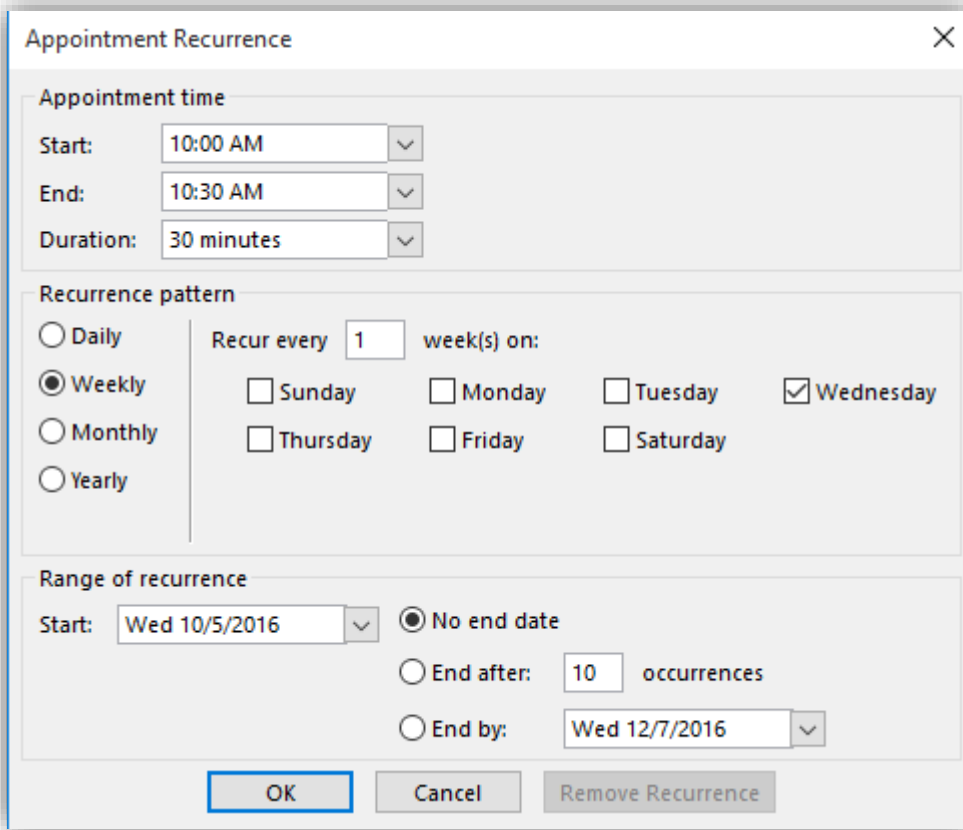 Appointment Recurrence
Appointment time
Start: 10:00 AM
End: 10:30 AM
Duration: 30 minutes
Recurrence pattern
Daily Recur every 1 week(s) on:
Weekly Sunday Monday Tuesday Wednesday
Monthly Thursday Friday Saturday
Yearly
Range of recurrence
Start: Wed 10/5/2016 No end date
End after: 10 occurrences
End by: Wed 12/7/2016
OK Cancel Remove Recurrence